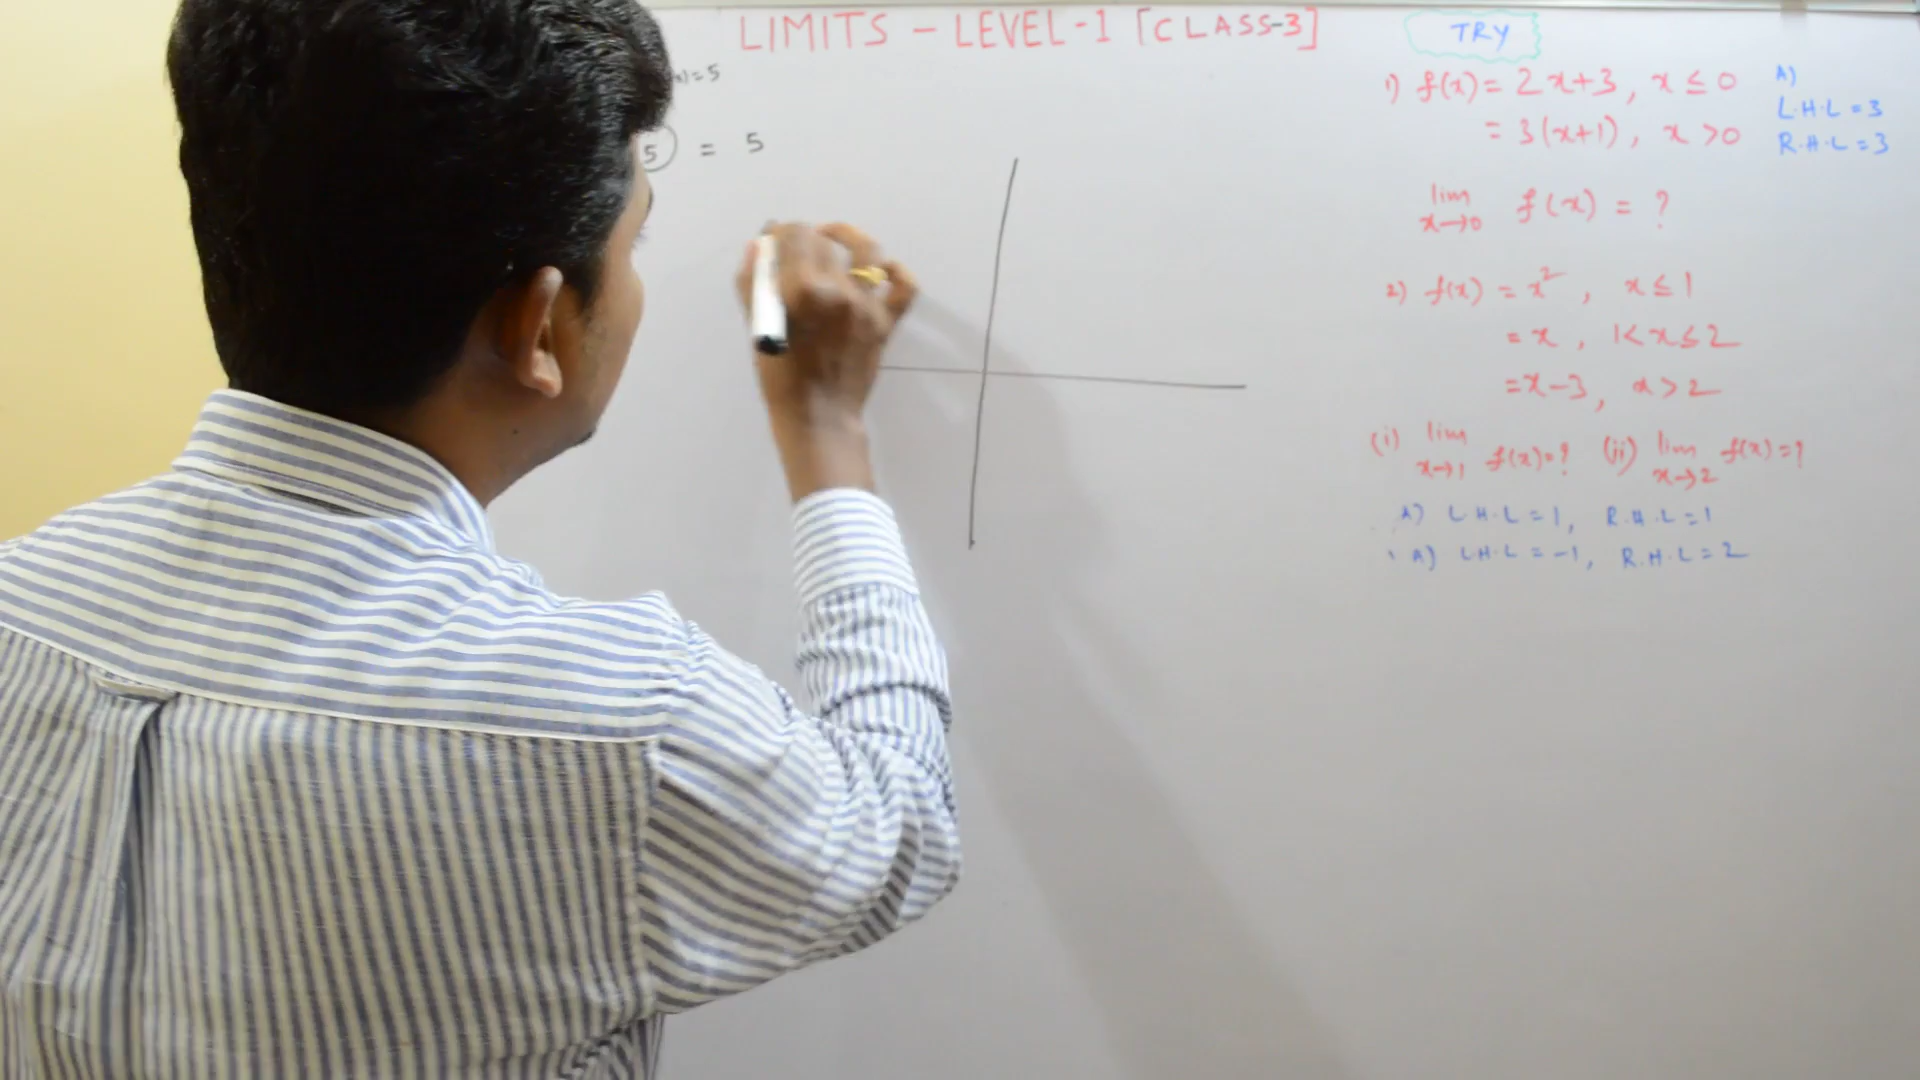 LIMITS - LEVEL-1 [CLASS-3]
) = 5
5 = 5
TRY
1) f(x) = 2x+3, x ≤ 0
= 3(x+1), x > 0
A)
L.H.L = 3
R.H.L = 3
lim x→0 f(x) = ?
2) f(x) = x², x ≤ 1
= x, 1 < x ≤ 2
= x-3, x > 2
(i) lim x→1 f(x) = ? (ii) lim x→2 f(x) = ?
A) L.H.L = 1, R.H.L = 1
A) L.H.L = -1, R.H.L = 2